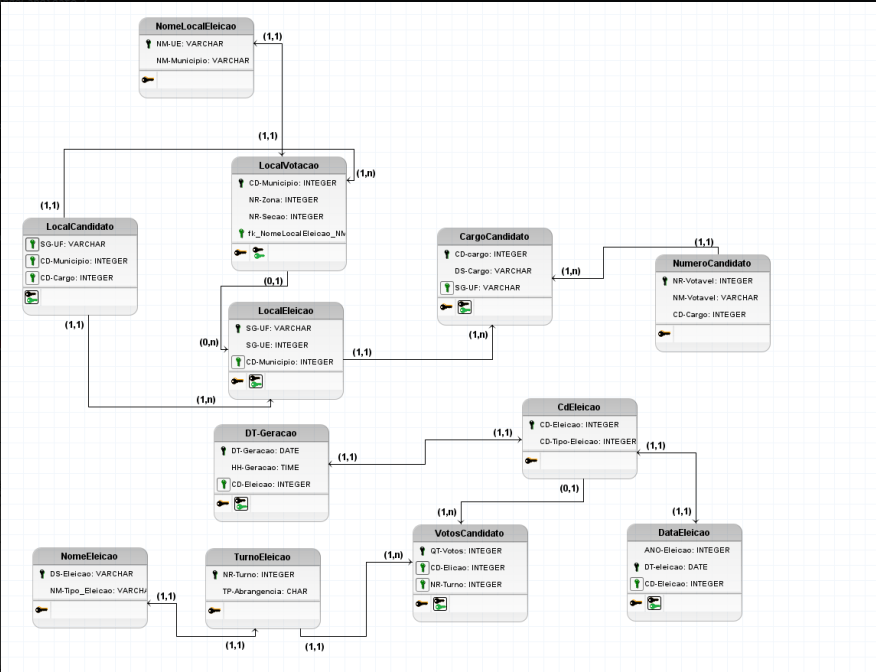 NomeLocalEleicao
NM-UE: VARCHAR
NM-Municipio: VARCHAR
(1,1)
(1,1)
LocalVotacao
CD-Municipio: INTEGER
NR-Zona: INTEGER
NR-Secao: INTEGER
fk_NomeLocalEleicao_NM
(1,n)
(0,1)
(1,1)
LocalCandidato
SG-UF: VARCHAR
CD-Municipio: INTEGER
CD-Cargo: INTEGER
(1,1)
(0,n)
LocalEleicao
SG-UF: VARCHAR
SG-UE: INTEGER
CD-Municipio: INTEGER
(1,1)
(1,n)
CargoCandidato
CD-cargo: INTEGER
DS-Cargo: VARCHAR
SG-UF: VARCHAR
(1,n)
(1,n)
(1,1)
NumeroCandidato
NR-Votavel: INTEGER
NM-Votavel: VARCHAR
CD-Cargo: INTEGER
CdEleicao
CD-Eleicao: INTEGER
CD-Tipo-Eleicao: INTEGER
(1,1)
(1,1)
(0,1)
DT-Geracao
DT-Geracao: DATE
HH-Geracao: TIME
CD-Eleicao: INTEGER
(1,1)
(1,n)
VotosCandidato
QT-Votos: INTEGER
CD-Elicao: INTEGER
NR-Turno: INTEGER
(1,n)
(1,1)
DataEleicao
ANO-Eleicao: INTEGER
DT-eleicao: DATE
CD-Eleicao: INTEGER
NomeEleicao
DS-Eleicao: VARCHAR
NM-Tipo_Eleicao: VARCHA
(1,1)
TurnoEleicao
NR-Turno: INTEGER
TP-Abrangencia: CHAR
(1,1)
(1,1)